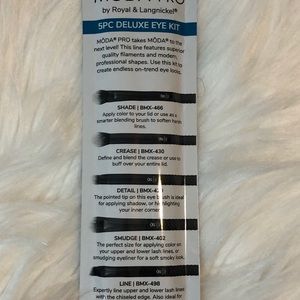 MODA PRO
by Royal & Langnickel®
5PC DELUXE EYE KIT
MŌDA® PRO takes MŌDA® to the
next level! This line features superior
quality filaments and modern,
professional shapes. Use this kit to
create endless on-trend eye looks.
SHADE | BMX-466
Apply color to your lid or use as a
smarter blending brush to soften harsh
lines.
CREASE | BMX-430
Define and blend the crease or use to
buff over your entire lid.
DETAIL | BMX-
The pointed tip on this eye brush is ideal
for applying shadow, or highlighting
your inner corner.
SMUDGE | BMX-402
The perfect size for applying color on
your upper and lower lash lines, or
smudging eyeliner for a soft smoky look.
LINE | BMX-498
Expertly line upper and lower lash lines
with the chiseled edge. Also ideal for